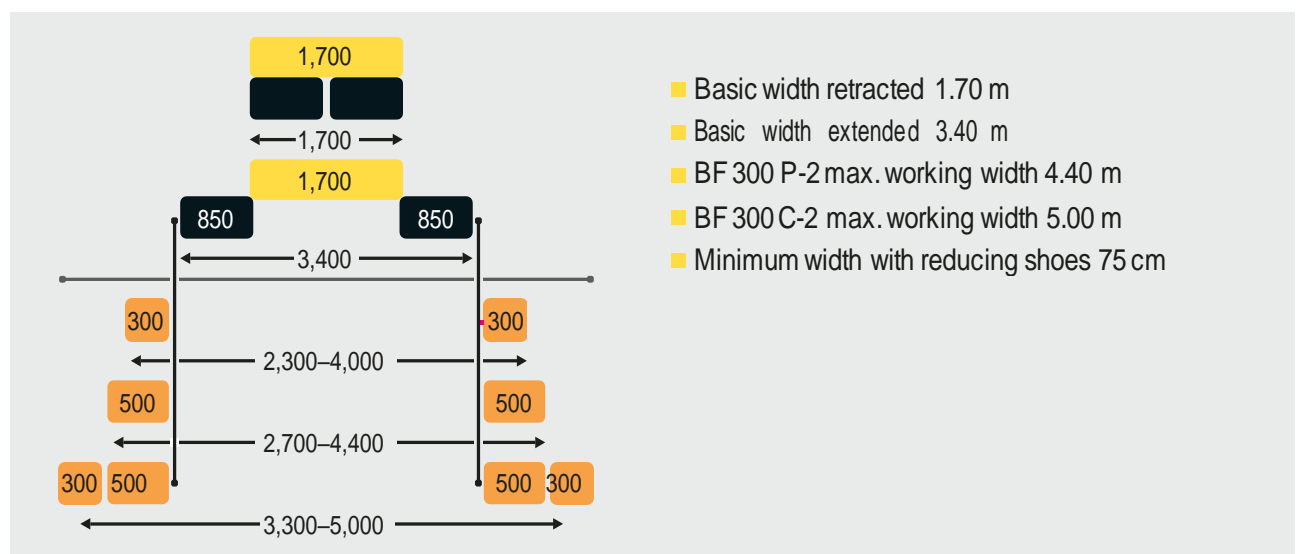 1,700
1,700
1,700
850 850
3,400
300 300
2,300–4,000
500 500
2,700–4,400
300 500 500 300
3,300–5,000
Basic width retracted 1.70 m
Basic width extended 3.40 m
BF 300 P-2 max. working width 4.40 m
BF 300 C-2 max. working width 5.00 m
Minimum width with reducing shoes 75 cm